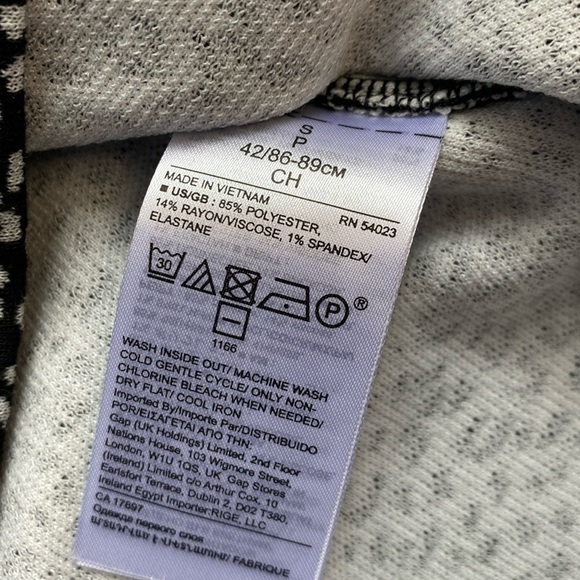 S
P
42/86-89CM
CH
MADE IN VIETNAM
RN 54023
■ US/GB : 85% POLYESTER,
14% RAYON/VISCOSE, 1% SPANDEX/
ELASTANE
30
P®
1166
WASH INSIDE OUT/ MACHINE WASH
COLD GENTLE CYCLE/ ONLY NON-
CHLORINE BLEACH WHEN NEEDED/
DRY FLAT/ COOL IRON
Imported By/Importe Par/DISTRIBUIDO
POR/ΕΙΣΑΓΕΤΑΙ ΑΠΟ ΤΗΝ:
Gap (UK Holdings) Limited, 2nd Floor
Nations House, 103 Wigmore Street,
London, W1U 1QS, UK Gap Stores
(Ireland) Limited c/o Arthur Cox, 10
Earlsfort Terrace, Dublin 2, D02 T380,
Ireland Egypt Importer:RIGE, LLC
CA 17897
Одежда первого слоя
FABRIQUE